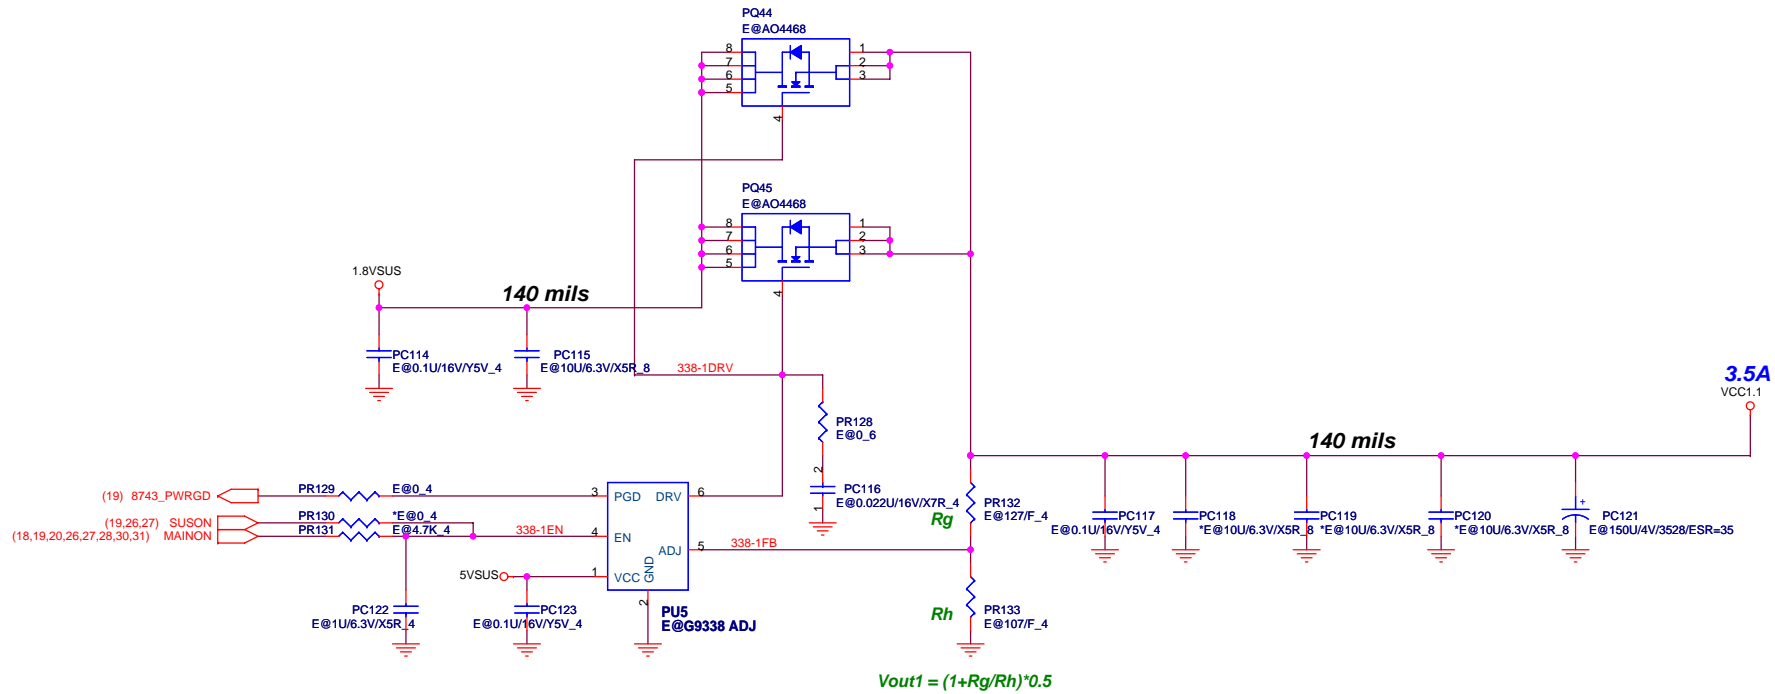 PQ44
E@AO4468
8
7
6
5
1
2
3
4
PQ45
E@AO4468
8
7
6
5
1
2
3
4
1.8VSUS
140 mils
PC114
E@0.1U/16V/Y5V_4
PC115
E@10U/6.3V/X5R_8
338-1DRV
3.5A
VCC1.1
PR128
E@0_6
140 mils
2
PC116
E@0.022U/16V/X7R_4
1
(19) 8743_PWRGD
PR129
E@0_4
(19,26,27) SUSON
PR130
*E@0_4
(18,19,20,26,27,28,30,31) MAINON
PR131
E@4.7K_4
338-1EN
3
PGD
DRV
6
4
EN
ADJ
5
338-1FB
1
VCC
GND
2
5VSUS
PU5
E@G9338 ADJ
PC122
E@1U/6.3V/X5R_4
PC123
E@0.1U/16V/Y5V_4
Rg
PR132
E@127/F_4
Rh
PR133
E@107/F_4
PC117
E@0.1U/16V/Y5V_4
PC118
*E@10U/6.3V/X5R_8
PC119
*E@10U/6.3V/X5R_8
PC120
*E@10U/6.3V/X5R_8
+
PC121
E@150U/4V/3528/ESR=35
Vout1 = (1+Rg/Rh)*0.5